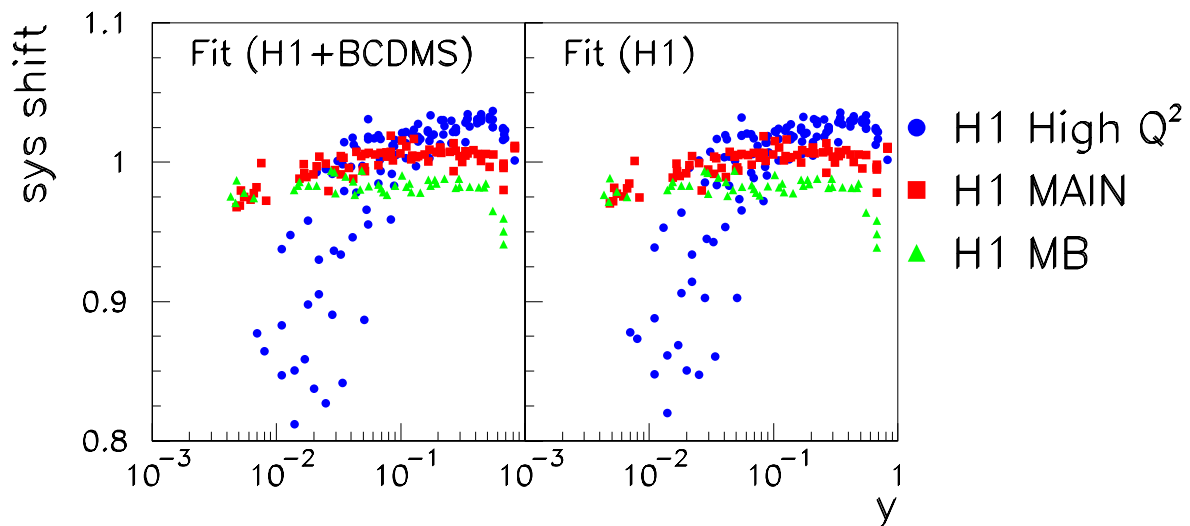 sys shift
1.1
1
0.9
0.8
Fit (H1+BCDMS)
Fit (H1)
10⁻³ 10⁻² 10⁻¹ 10⁻³ 10⁻² 10⁻¹ 1
y
H1 High Q²
H1 MAIN
H1 MB